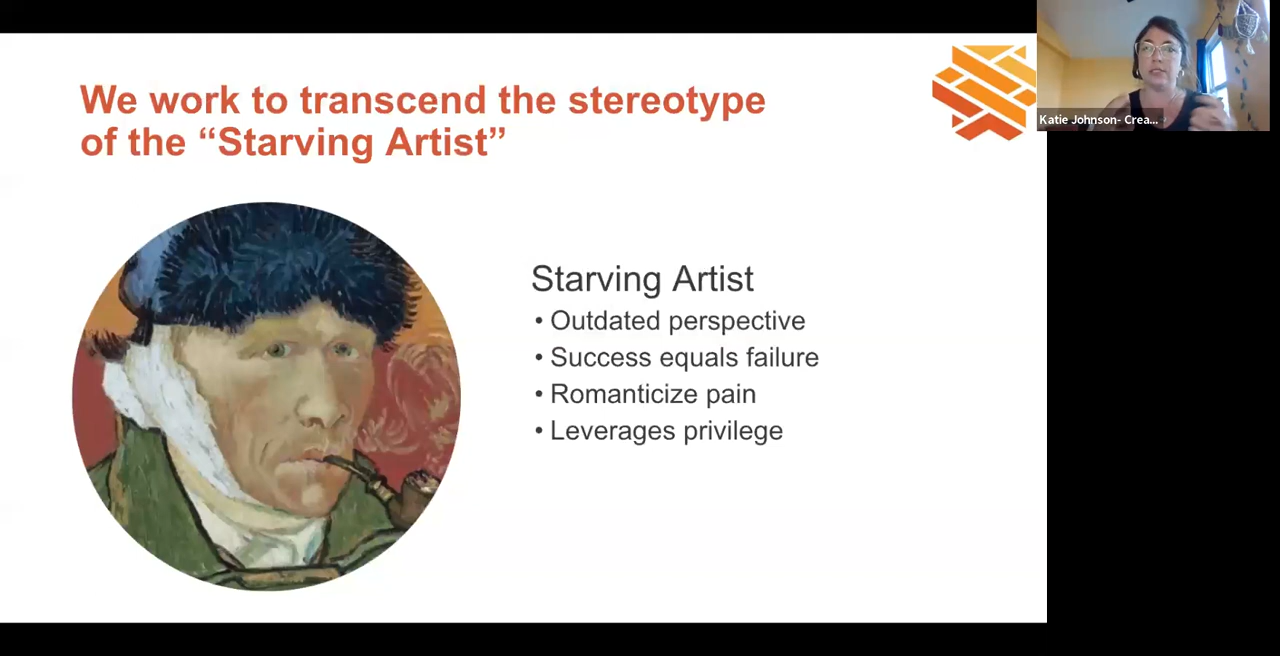 We work to transcend the stereotype
of the “Starving Artist”
Katie Johnson- Crea...
Starving Artist
• Outdated perspective
• Success equals failure
• Romanticize pain
• Leverages privilege